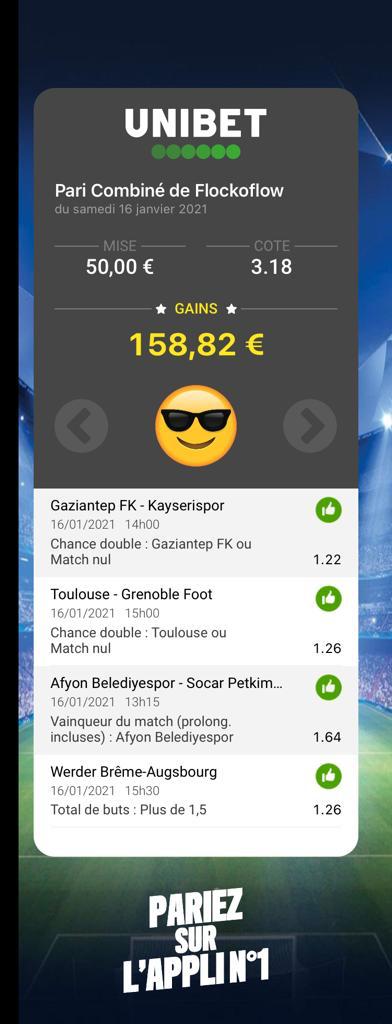 UNIBET
Pari Combiné de Flockoflow
du samedi 16 janvier 2021
MISE
COTE
50,00 €
3.18
GAINS
158,82 €
Gaziantep FK - Kayserispor
16/01/2021 14h00
Chance double : Gaziantep FK ou
Match nul
1.22
Toulouse - Grenoble Foot
16/01/2021 15h00
Chance double : Toulouse ou
Match nul
1.26
Afyon Belediyespor - Socar Petkim...
16/01/2021 13h15
Vainqueur du match (prolong.
incluses) : Afyon Belediyespor
1.64
Werder Brême-Augsbourg
16/01/2021 15h30
Total de buts : Plus de 1,5
1.26
PARIEZ
SUR
L'APPLI N°1